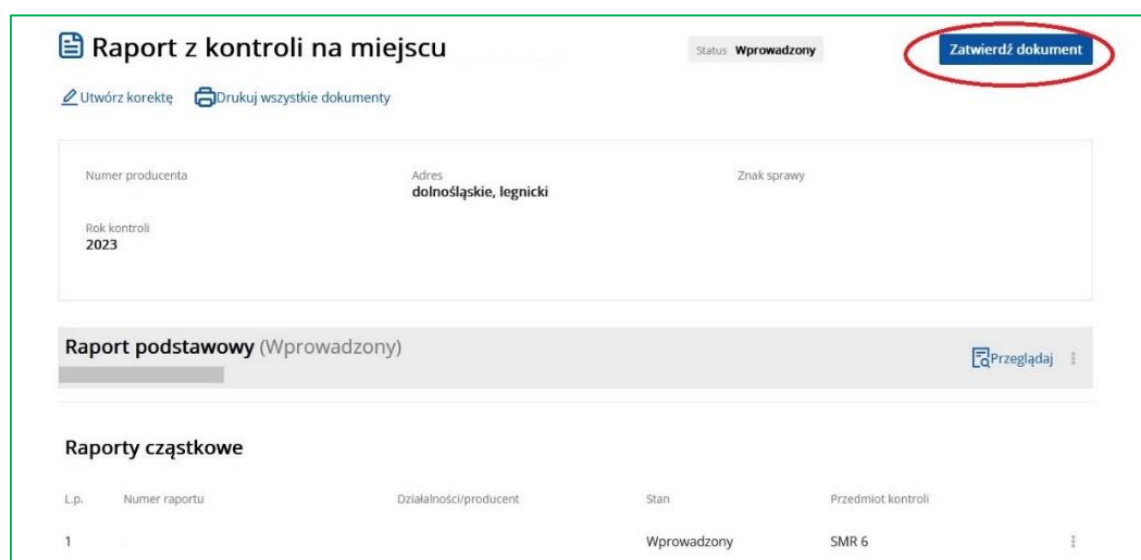 Raport z kontroli na miejscu Status Wprowadzony Zatwierdź dokument
Utwórz korektę Drukuj wszystkie dokumenty
Numer producenta Adres Znak sprawy
dolnośląskie, legnicki
Rok kontroli
2023
Raport podstawowy (Wprowadzony) Przeglądaj
Raporty cząstkowe
L.p. Numer raportu Działalności/producent Stan Przedmiot kontroli
1 Wprowadzony SMR 6